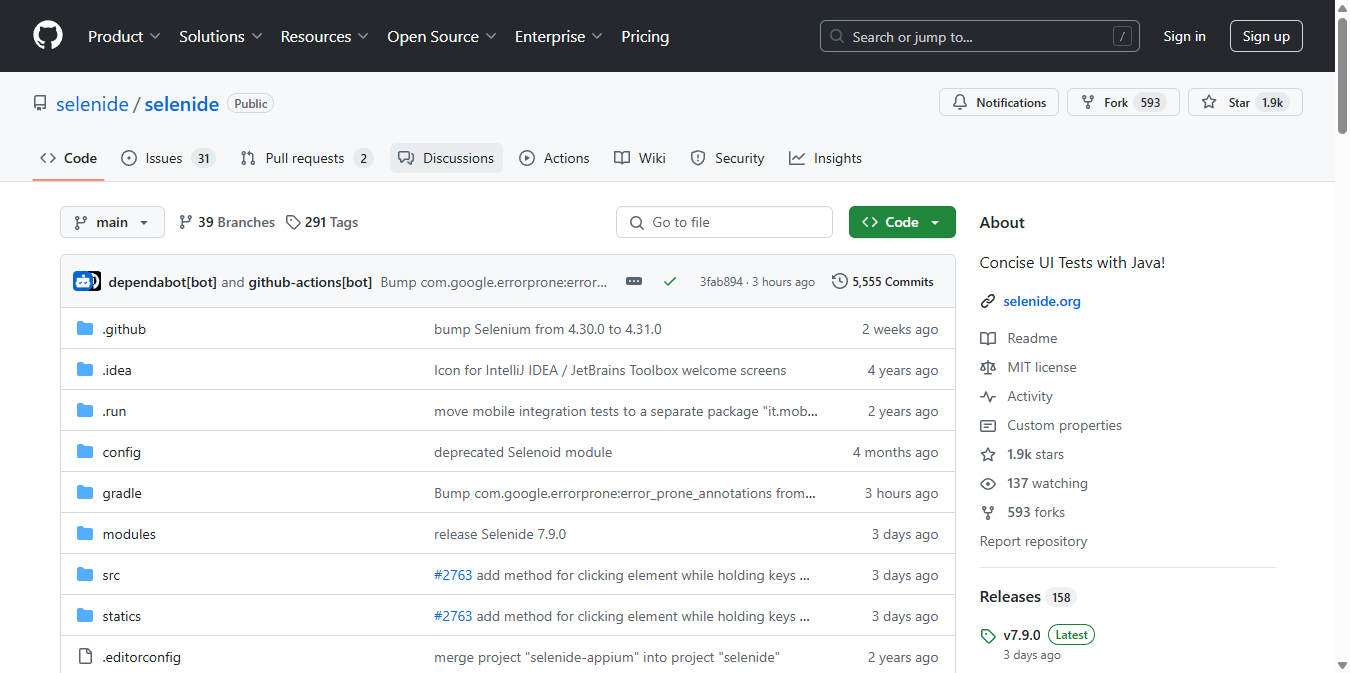 Product Solutions Resources Open Source Enterprise Pricing Search or jump to... / Sign in Sign up
selenide / selenide Public Notifications Fork 593 Star 1.9k
Code Issues 31 Pull requests 2 Discussions Actions Wiki Security Insights
main 39 Branches 291 Tags Go to file Code
dependabot[bot] and github-actions[bot] Bump com.google.errorprone:error... 3fab894 · 3 hours ago 5,555 Commits
.github bump Selenium from 4.30.0 to 4.31.0 2 weeks ago
.idea Icon for IntelliJ IDEA / JetBrains Toolbox welcome screens 4 years ago
.run move mobile integration tests to a separate package "it.mob... 2 years ago
config deprecated Selenoid module 4 months ago
gradle Bump com.google.errorprone:error_prone_annotations from... 3 hours ago
modules release Selenide 7.9.0 3 days ago
src #2763 add method for clicking element while holding keys ... 3 days ago
statics #2763 add method for clicking element while holding keys ... 3 days ago
.editorconfig merge project "selenide-appium" into project "selenide" 2 years ago
About
Concise UI Tests with Java!
selenide.org
Readme
MIT license
Activity
Custom properties
1.9k stars
137 watching
593 forks
Report repository
Releases 158
v7.9.0 Latest
3 days ago